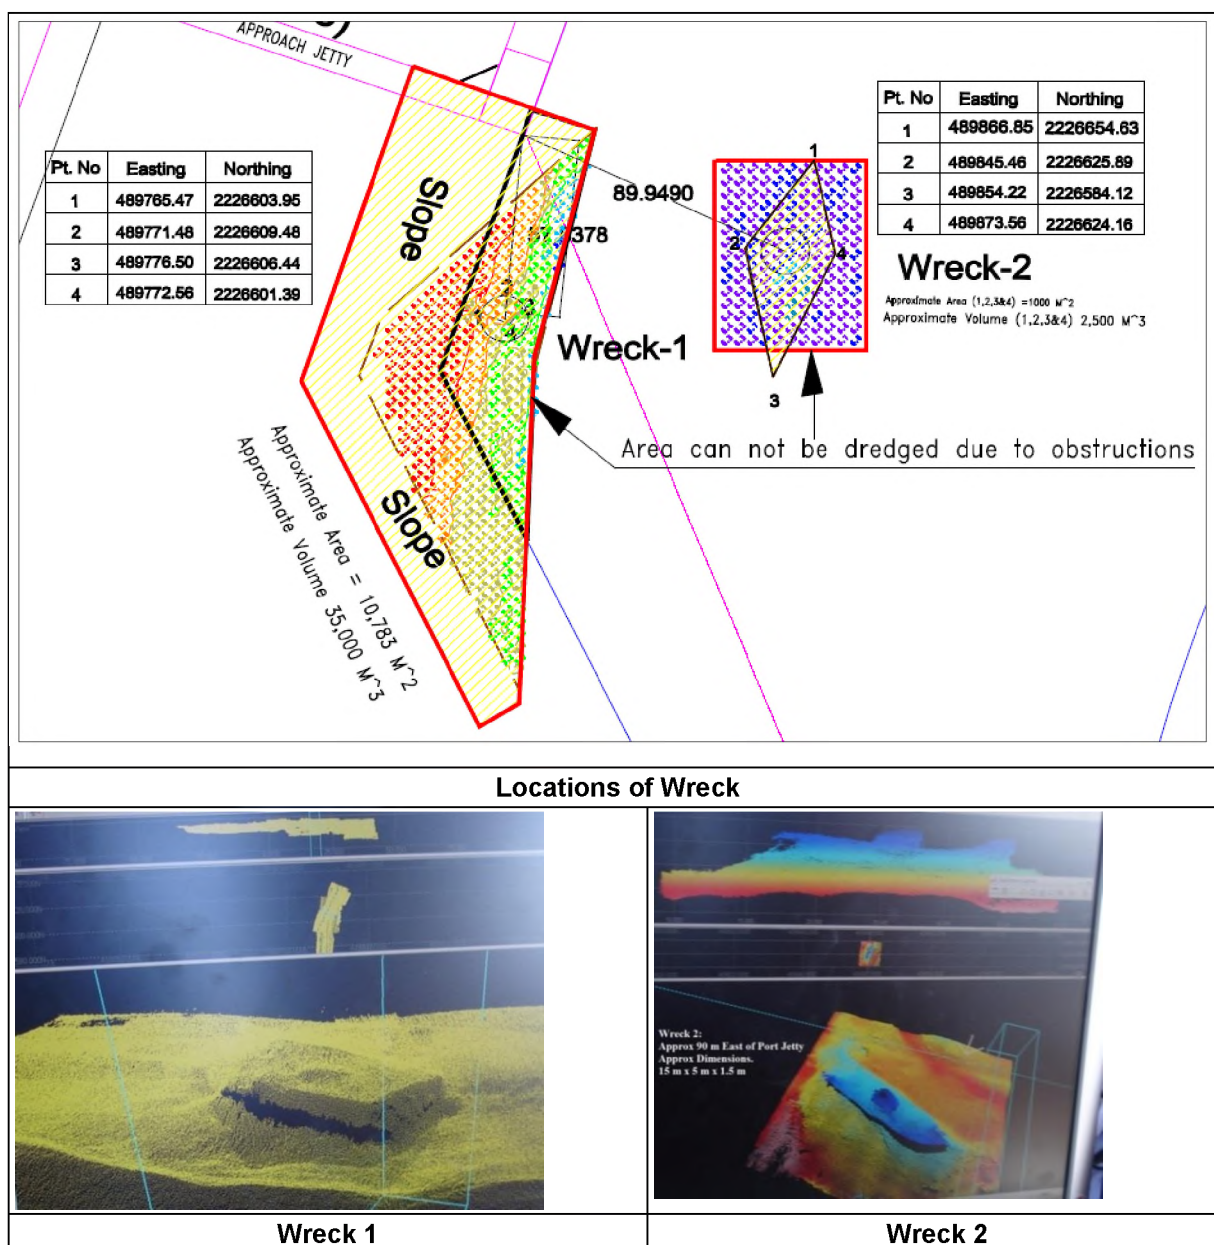 APPROACH JETTY
Pt. No Easting Northing
1 489866.85 2226654.63
2 489845.46 2226625.89
3 489854.22 2226584.12
4 489873.56 2226624.16
Pt. No Easting Northing
1 489765.47 2226603.95
2 489771.48 2226609.48
3 489776.50 2226606.44
4 489772.56 2226601.39
Slope
89.9490
378
1
2
4
3
Wreck-2
Approximate Area (1,2,3&4) =1000 M^2
Approximate Volume (1,2,3&4) 2,500 M^3
Wreck-1
Area can not be dredged due to obstructions
Slope
Approximate Area = 10,783 M^2
Approximate Volume 35,000 M^3
Locations of Wreck
Wreck 2:
Approx 90 m East of Port Jetty
Approx Dimensions.
15 m x 5 m x 1.5 m
Wreck 1
Wreck 2